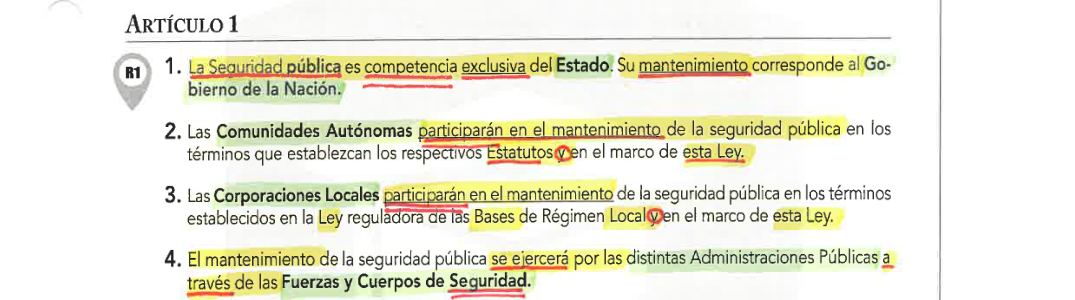 ARTÍCULO 1
R1
1. La Seguridad pública es competencia exclusiva del Estado. Su mantenimiento corresponde al Go-
bierno de la Nación.
2. Las Comunidades Autónomas participarán en el mantenimiento de la seguridad pública en los
términos que establezcan los respectivos Estatutos y en el marco de esta Ley.
3. Las Corporaciones Locales participarán en el mantenimiento de la seguridad pública en los términos
establecidos en la Ley reguladora de las Bases de Régimen Local y en el marco de esta Ley.
4. El mantenimiento de la seguridad pública se ejercerá por las distintas Administraciones Públicas a
través de las Fuerzas y Cuerpos de Seguridad.